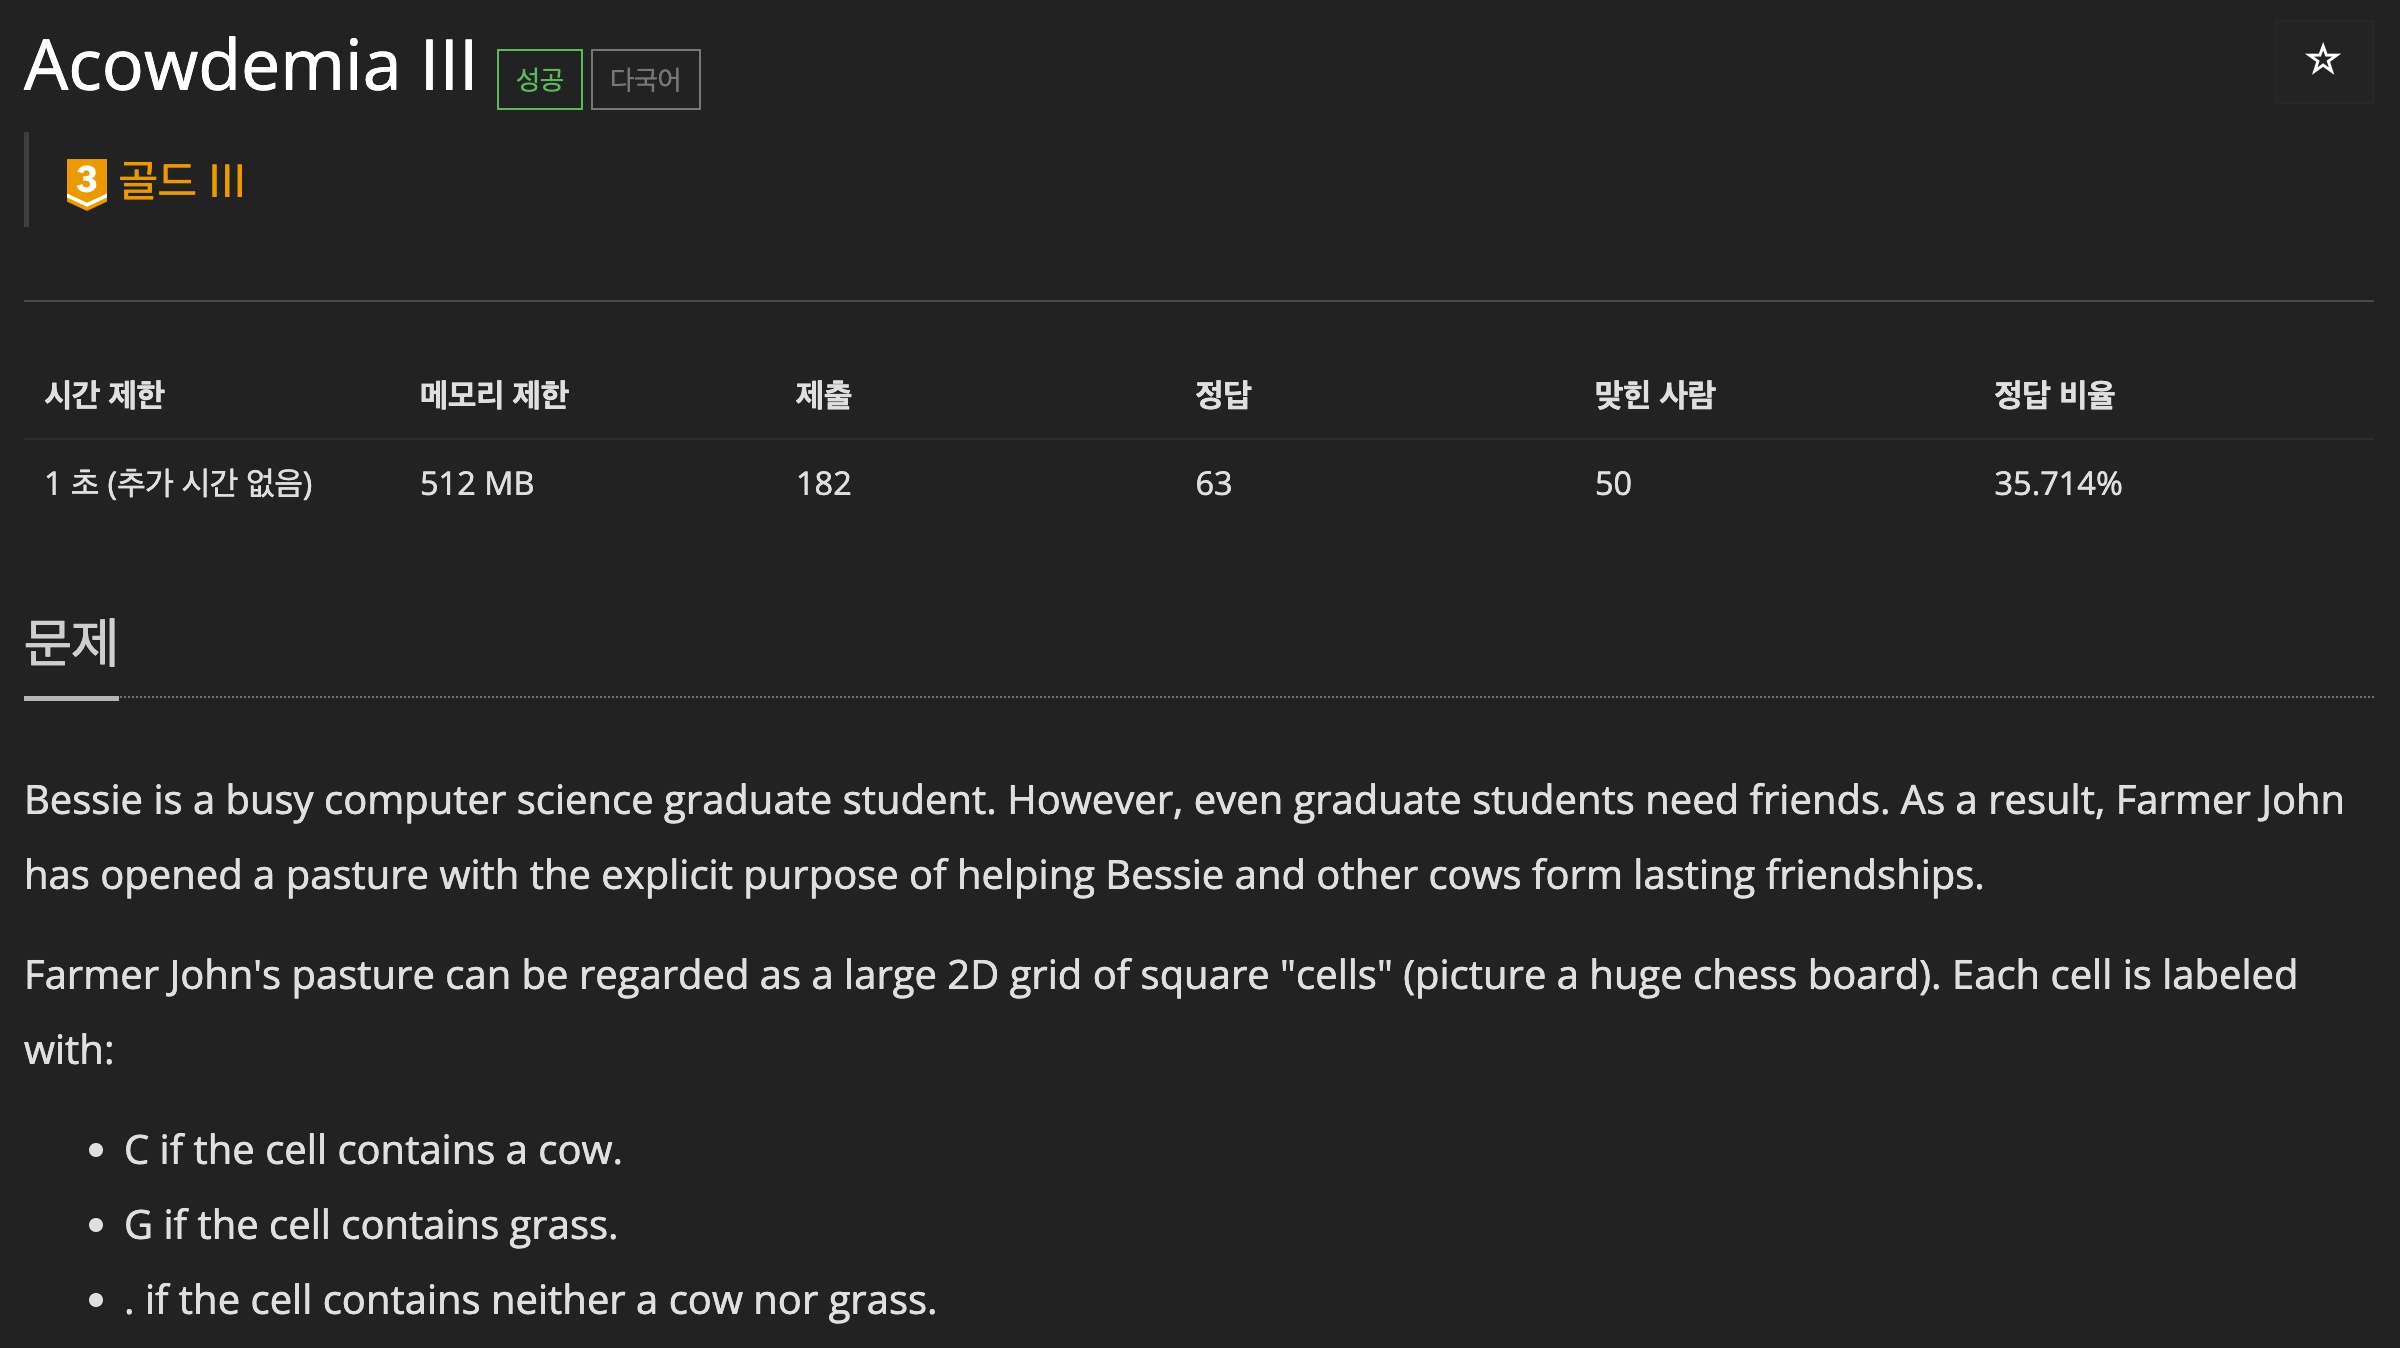 Acowdemia III 성공 다국어
3 골드 III
시간 제한 메모리 제한 제출 정답 맞힌 사람 정답 비율
1 초 (추가 시간 없음) 512 MB 182 63 50 35.714%
문제
Bessie is a busy computer science graduate student. However, even graduate students need friends. As a result, Farmer John
has opened a pasture with the explicit purpose of helping Bessie and other cows form lasting friendships.
Farmer John's pasture can be regarded as a large 2D grid of square "cells" (picture a huge chess board). Each cell is labeled
with:
• C if the cell contains a cow.
• G if the cell contains grass.
• . if the cell contains neither a cow nor grass.